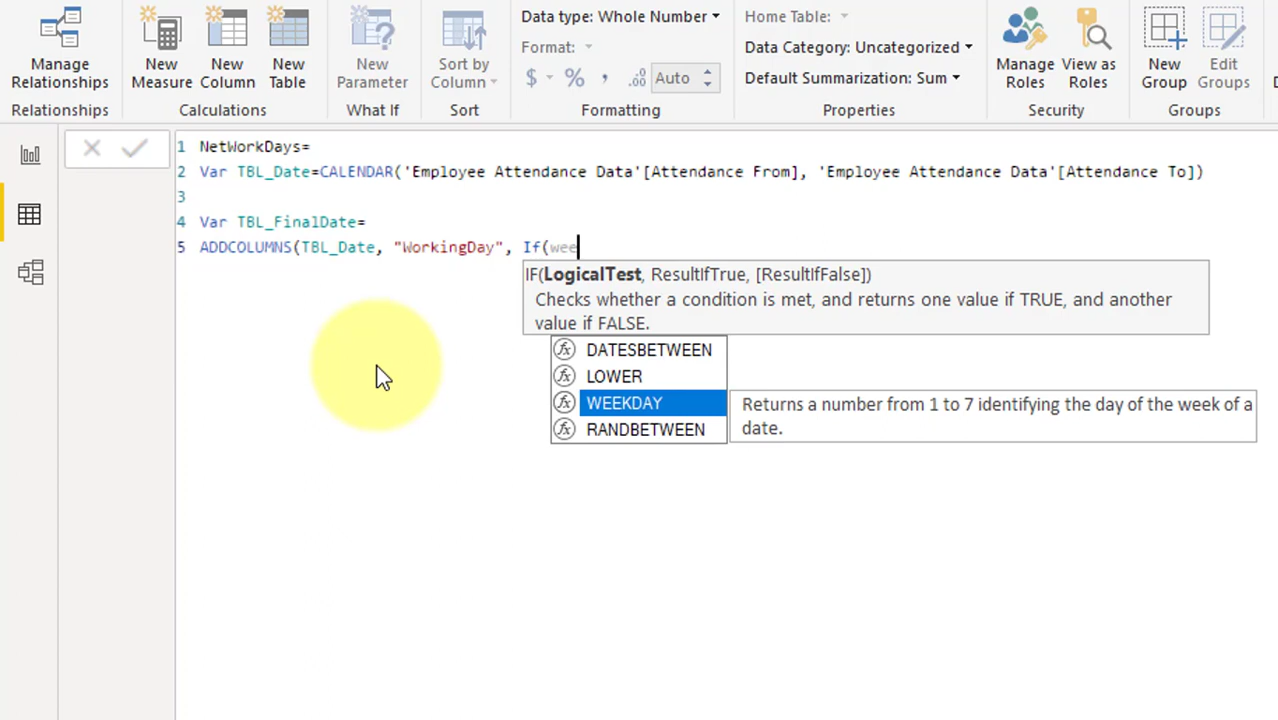 Manage Relationships
Relationships
New Measure
New Column
New Table
Calculations
New Parameter
What If
Sort by Column
Sort
Data type: Whole Number
Format:
$ % , .00 Auto
Formatting
Home Table:
Data Category: Uncategorized
Default Summarization: Sum
Properties
Manage Roles
View as Roles
Security
New Group
Edit Groups
Groups
1 NetWorkDays=
2 Var TBL_Date=CALENDAR('Employee Attendance Data'[Attendance From], 'Employee Attendance Data'[Attendance To])
3
4 Var TBL_FinalDate=
5 ADDCOLUMNS(TBL_Date, "WorkingDay", If(wee
IF(LogicalTest, ResultIfTrue, [ResultIfFalse])
Checks whether a condition is met, and returns one value if TRUE, and another
value if FALSE.
fx DATESBETWEEN
fx LOWER
fx WEEKDAY
fx RANDBETWEEN
Returns a number from 1 to 7 identifying the day of the week of a
date.